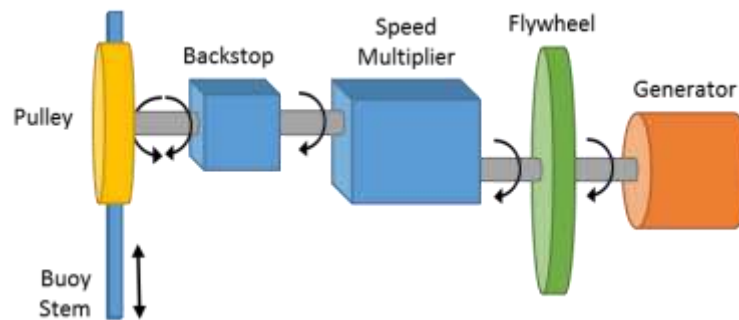 Speed
Multiplier
Flywheel
Backstop
Generator
Pulley
Buoy
Stem